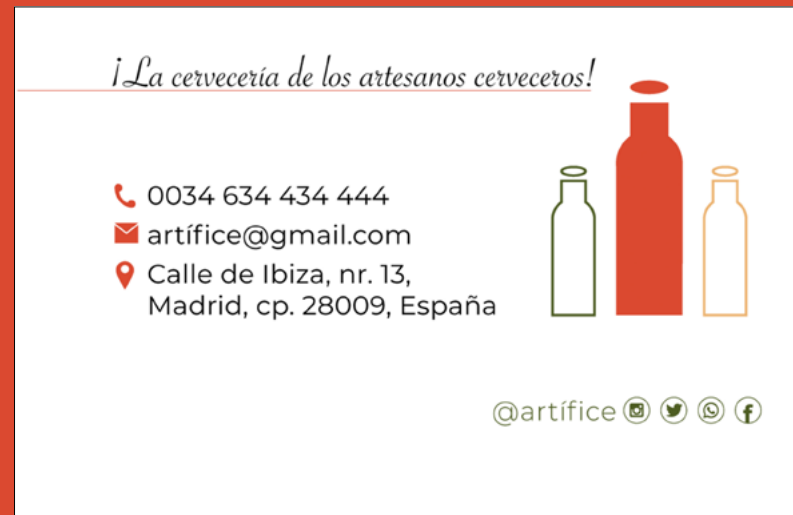 ¡La cervecería de los artesanos cerveceros!
0034 634 434 444
artífice@gmail.com
Calle de Ibiza, nr. 13,
Madrid, cp. 28009, España
@artífice